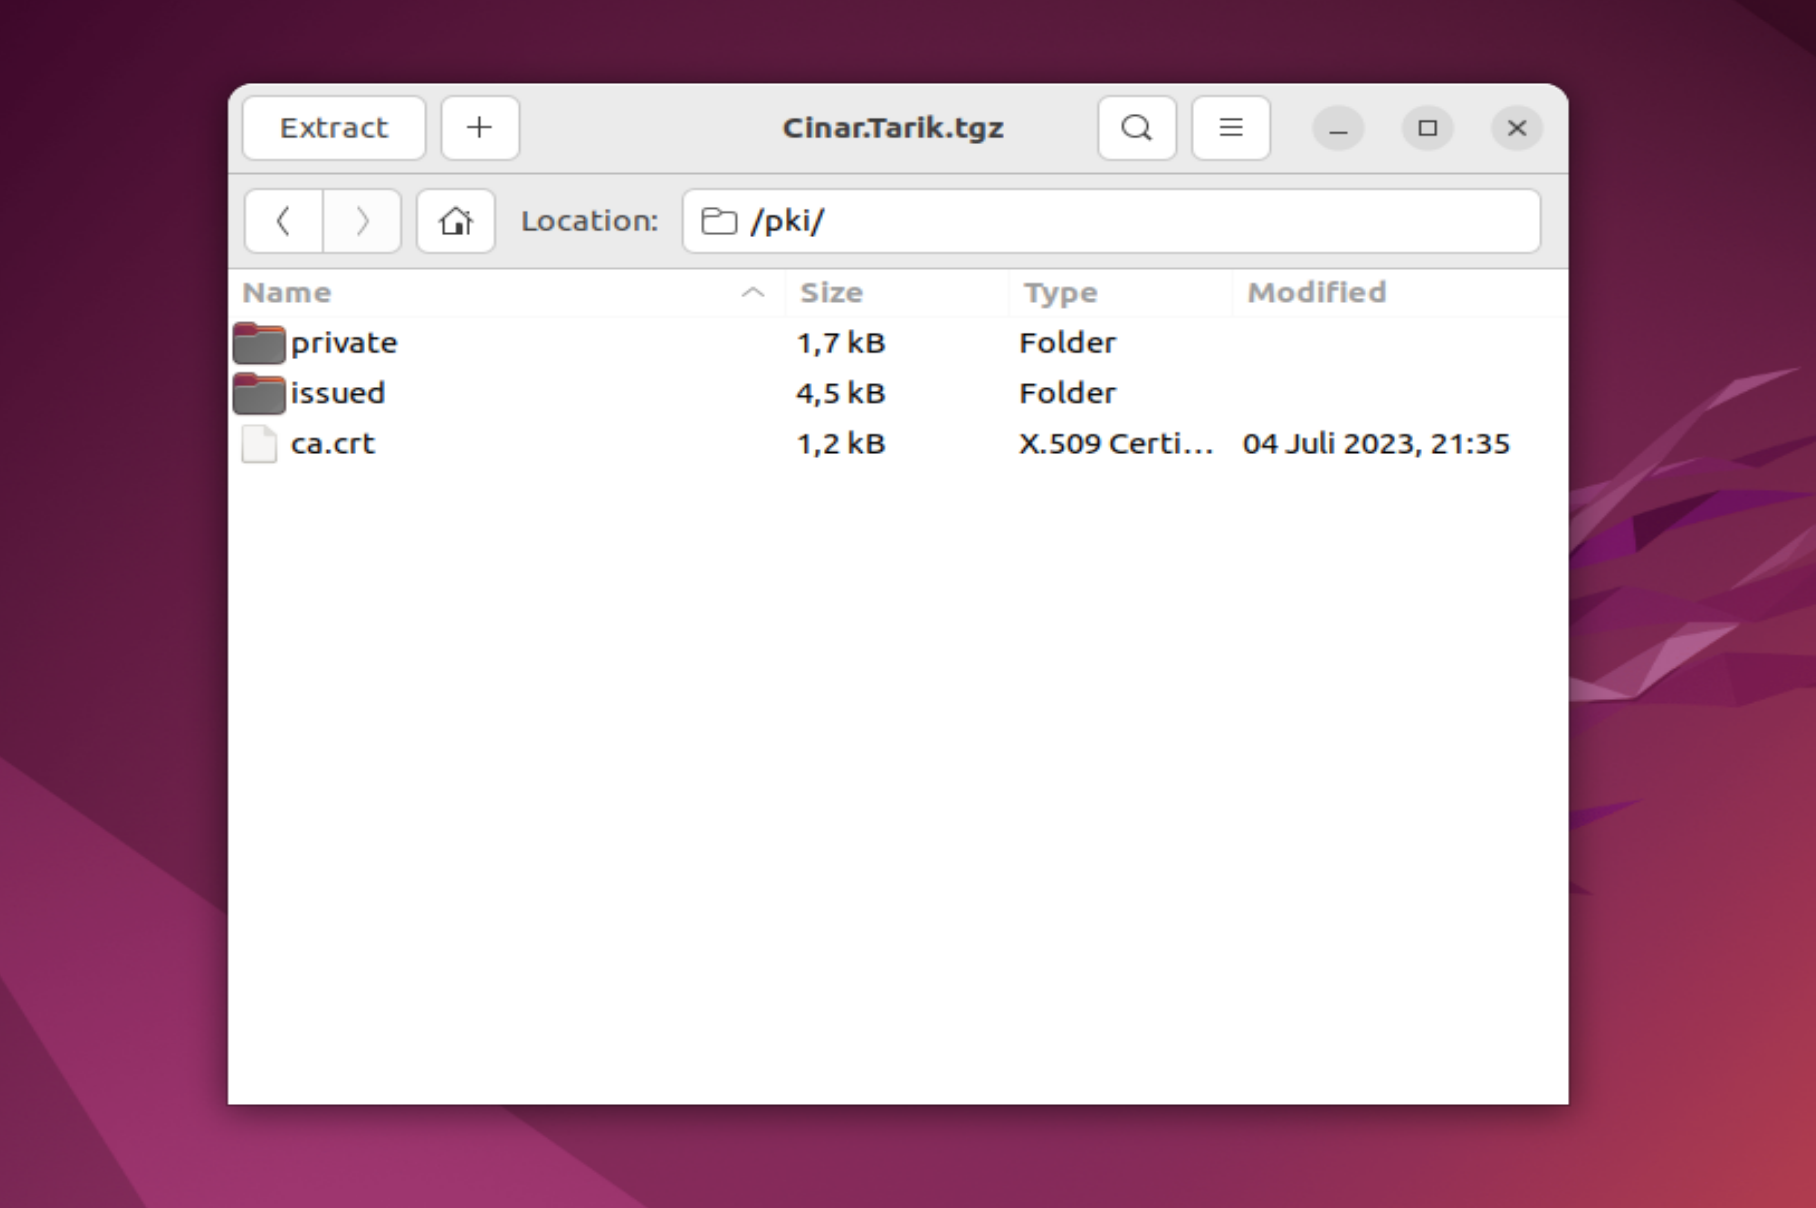 Extract + Cinar.Tarik.tgz
Location: /pki/
Name Size Type Modified
private 1,7 kB Folder
issued 4,5 kB Folder
ca.crt 1,2 kB X.509 Certi... 04 Juli 2023, 21:35